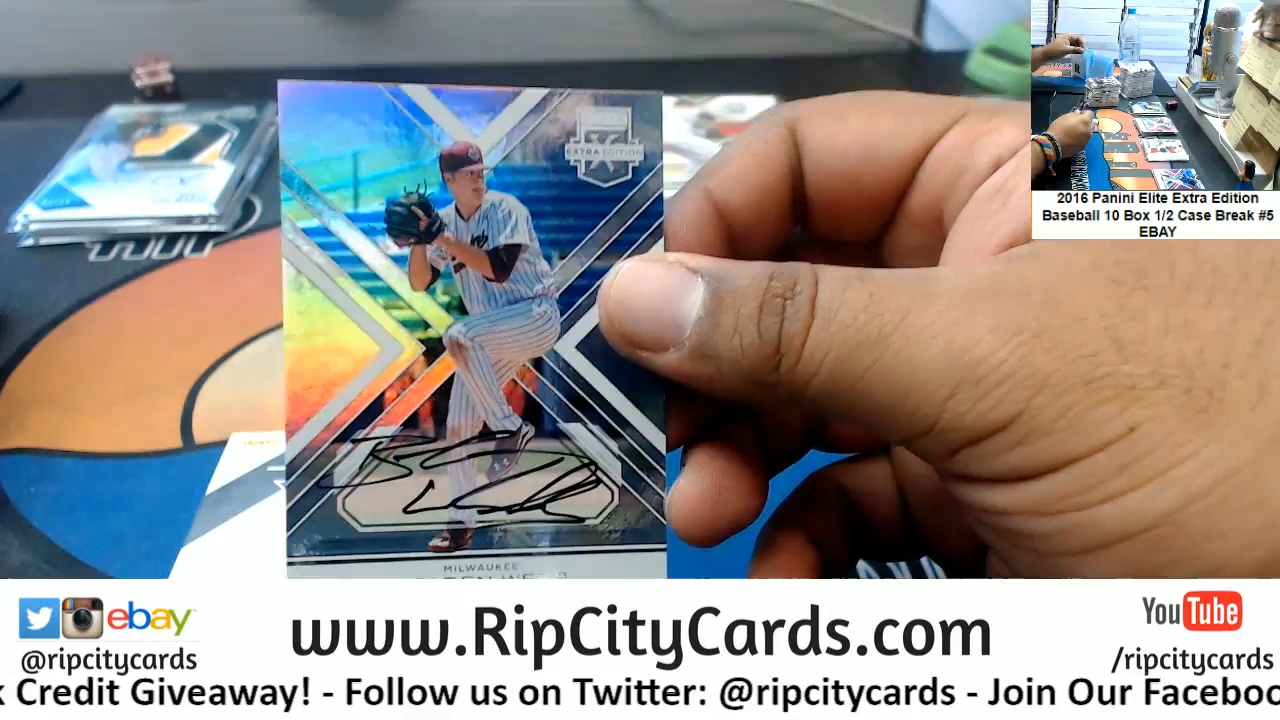 EXTRA EDITION
MILWAUKEE
2016 Panini Elite Extra Edition
Baseball 10 Box 1/2 Case Break #5
EBAY
ebay
@ripcitycards
www.RipCityCards.com
YouTube
/ripcitycards
k Credit Giveaway! - Follow us on Twitter: @ripcitycards - Join Our Faceboo